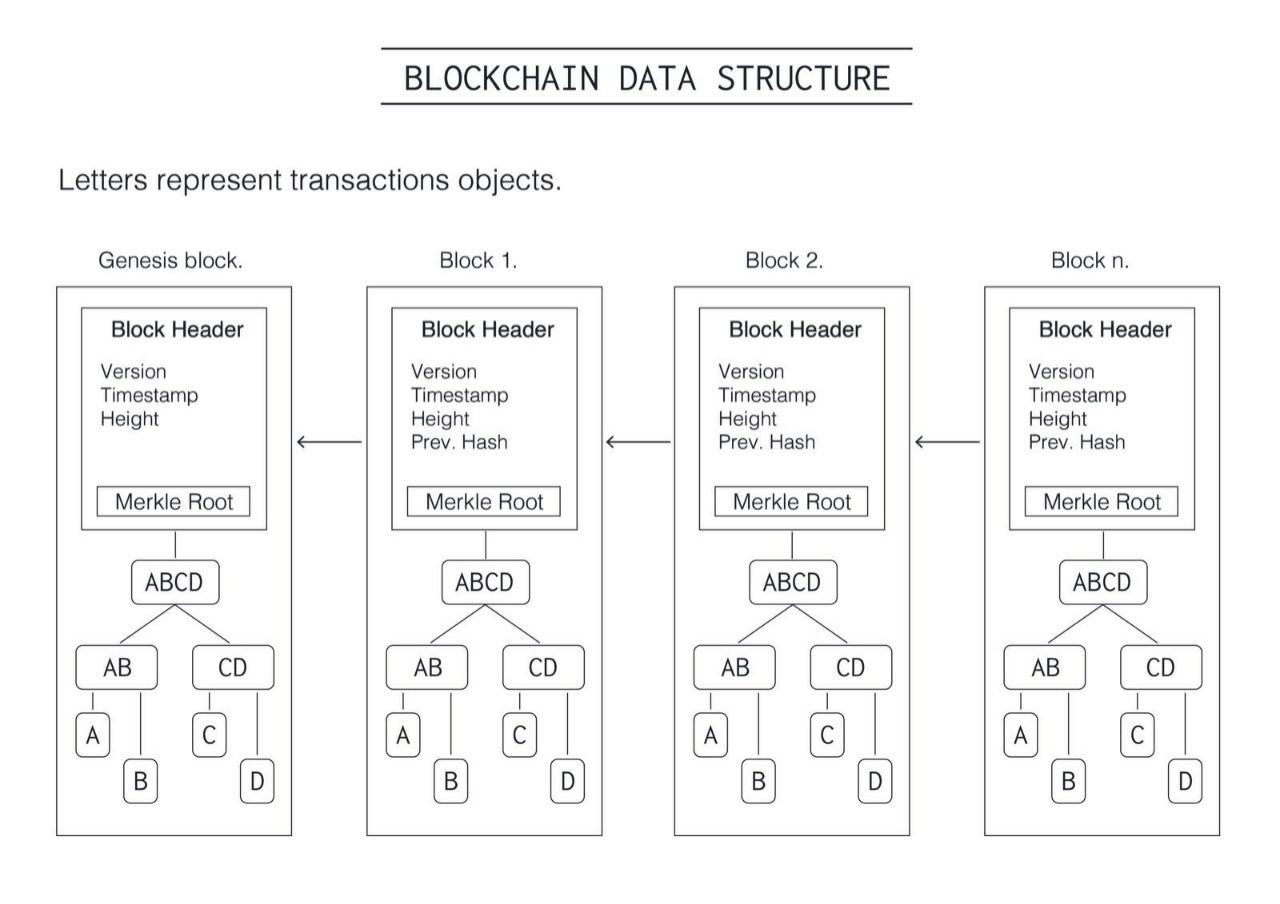 BLOCKCHAIN DATA STRUCTURE
Letters represent transactions objects.
Genesis block.
Block Header
Version
Timestamp
Height
Merkle Root
ABCD
AB CD
A C
B D
Block 1.
Block Header
Version
Timestamp
Height
Prev. Hash
Merkle Root
ABCD
AB CD
A C
B D
Block 2.
Block Header
Version
Timestamp
Height
Prev. Hash
Merkle Root
ABCD
AB CD
A C
B D
Block n.
Block Header
Version
Timestamp
Height
Prev. Hash
Merkle Root
ABCD
AB CD
A C
B D